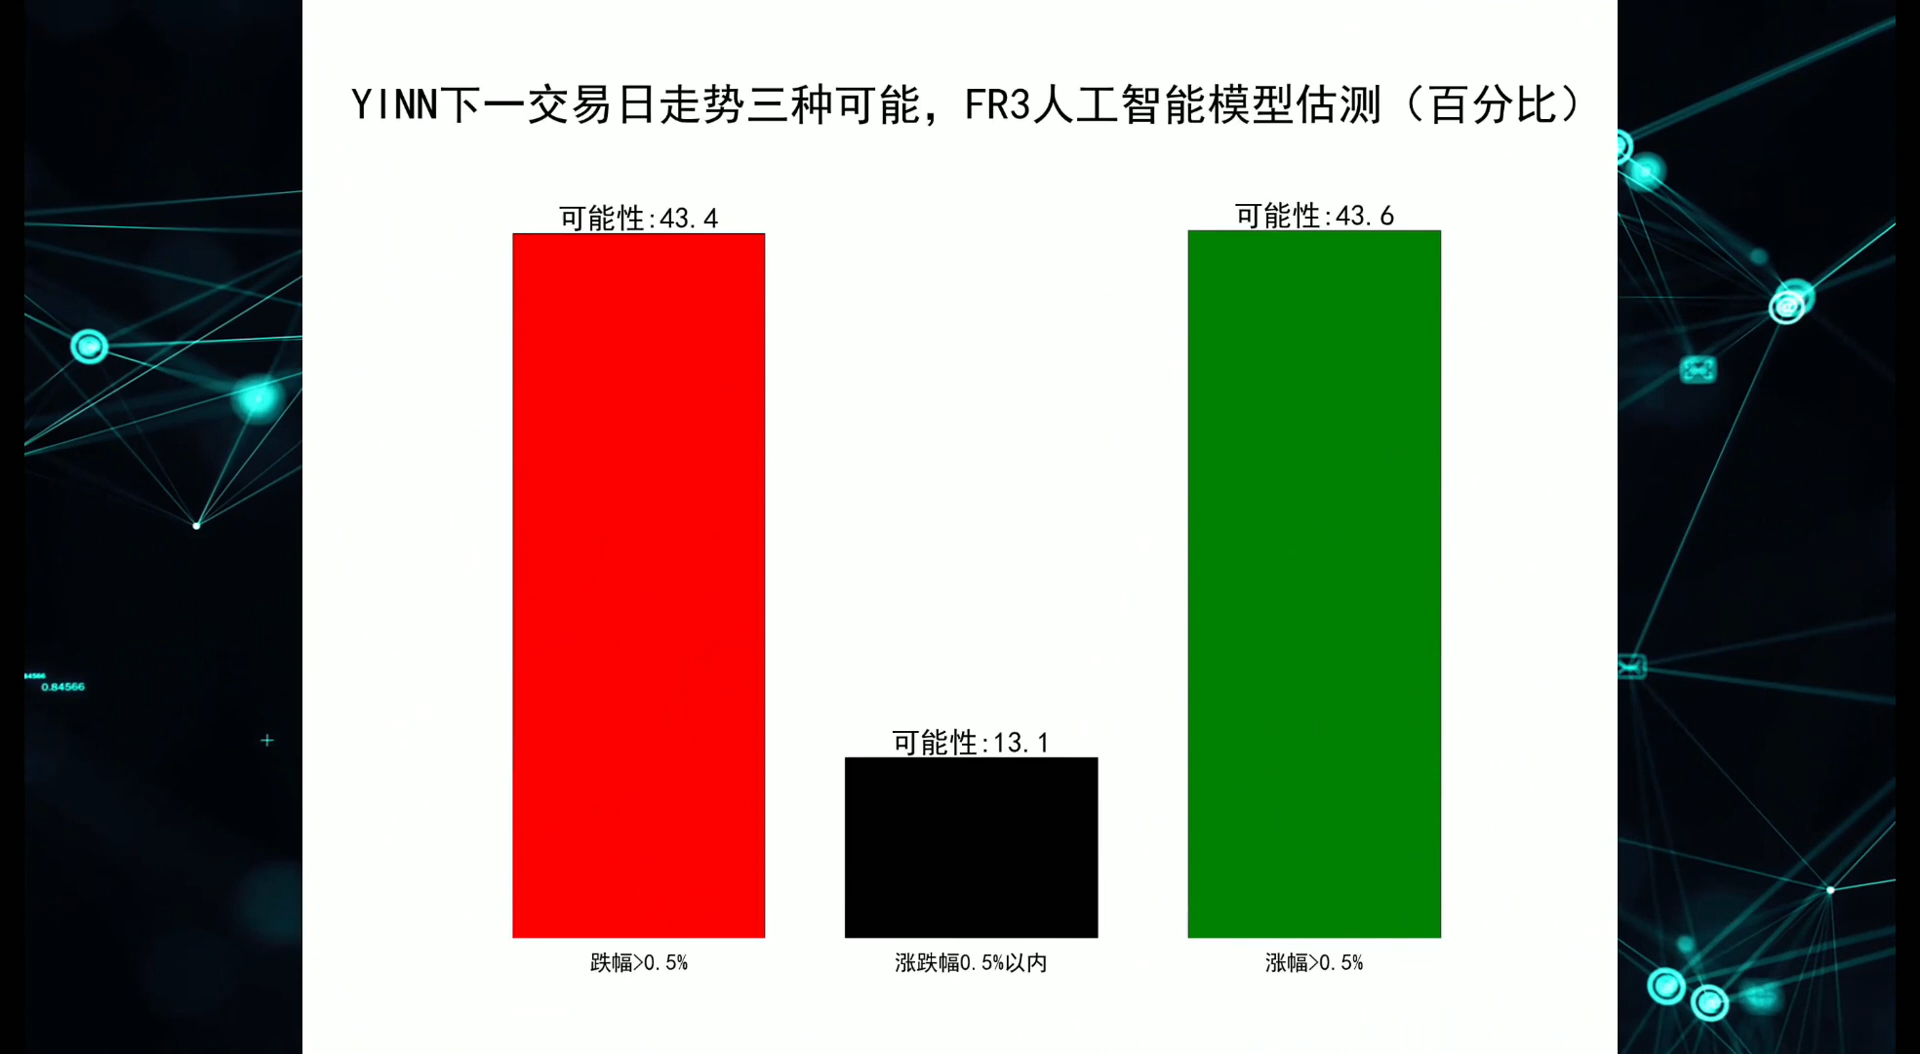 YINN下一交易日走势三种可能，FR3人工智能模型估测（百分比）
可能性:43.4
可能性:43.6
可能性:13.1
跌幅>0.5%
涨跌幅0.5%以内
涨幅>0.5%
0.84566